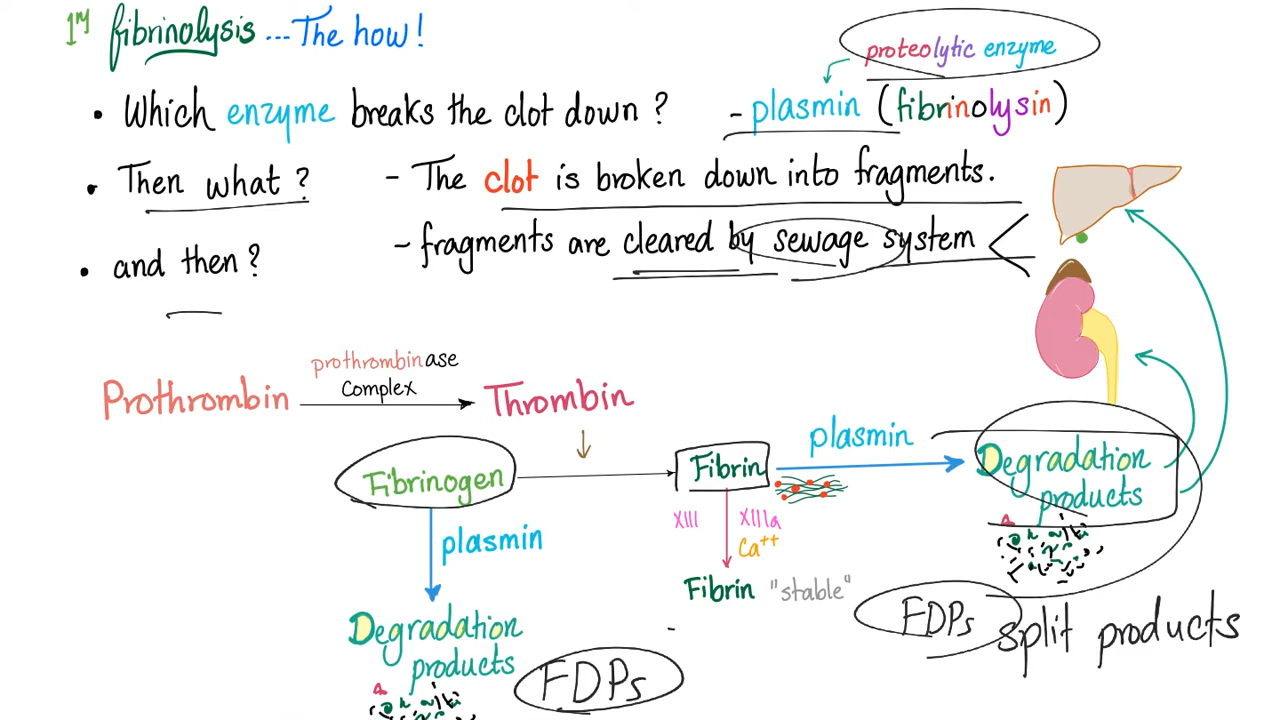 1ry fibrinolysis ... The how!
proteolytic enzyme
• Which enzyme breaks the clot down? - plasmin (fibrinolysin)
• Then what? - The clot is broken down into fragments.
• and then? - fragments are cleared by sewage system
Prothrombin prothrombinase Complex Thrombin
Fibrinogen Fibrin plasmin Degradation products
plasmin XIII XIIIa
Ca++
Fibrin "stable"
Degradation products FDPs
FDPs split products